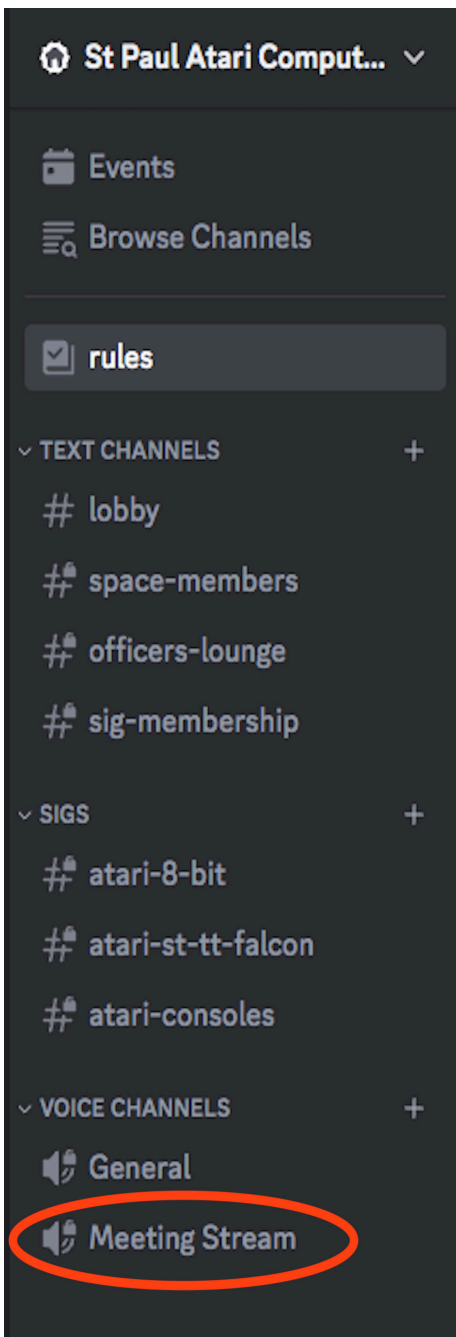 St Paul Atari Comput...
Events
Browse Channels
rules
TEXT CHANNELS
lobby
space-members
officers-lounge
sig-membership
SIGS
atari-8-bit
atari-st-tt-falcon
atari-consoles
VOICE CHANNELS
General
Meeting Stream